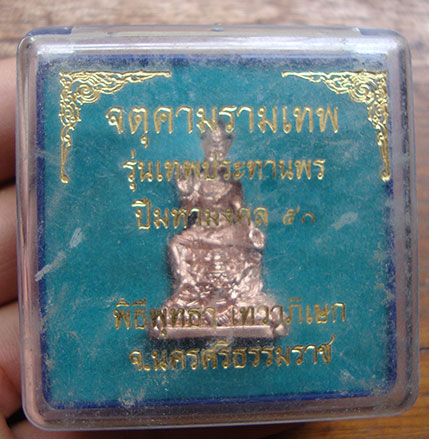 จตุคามรามเทพ
รุ่นเทพประทานพร
ปีมหามงคล ๕๐
พิธีพุทธา เทวาภิเษก
จ.นครศรีธรรมราช